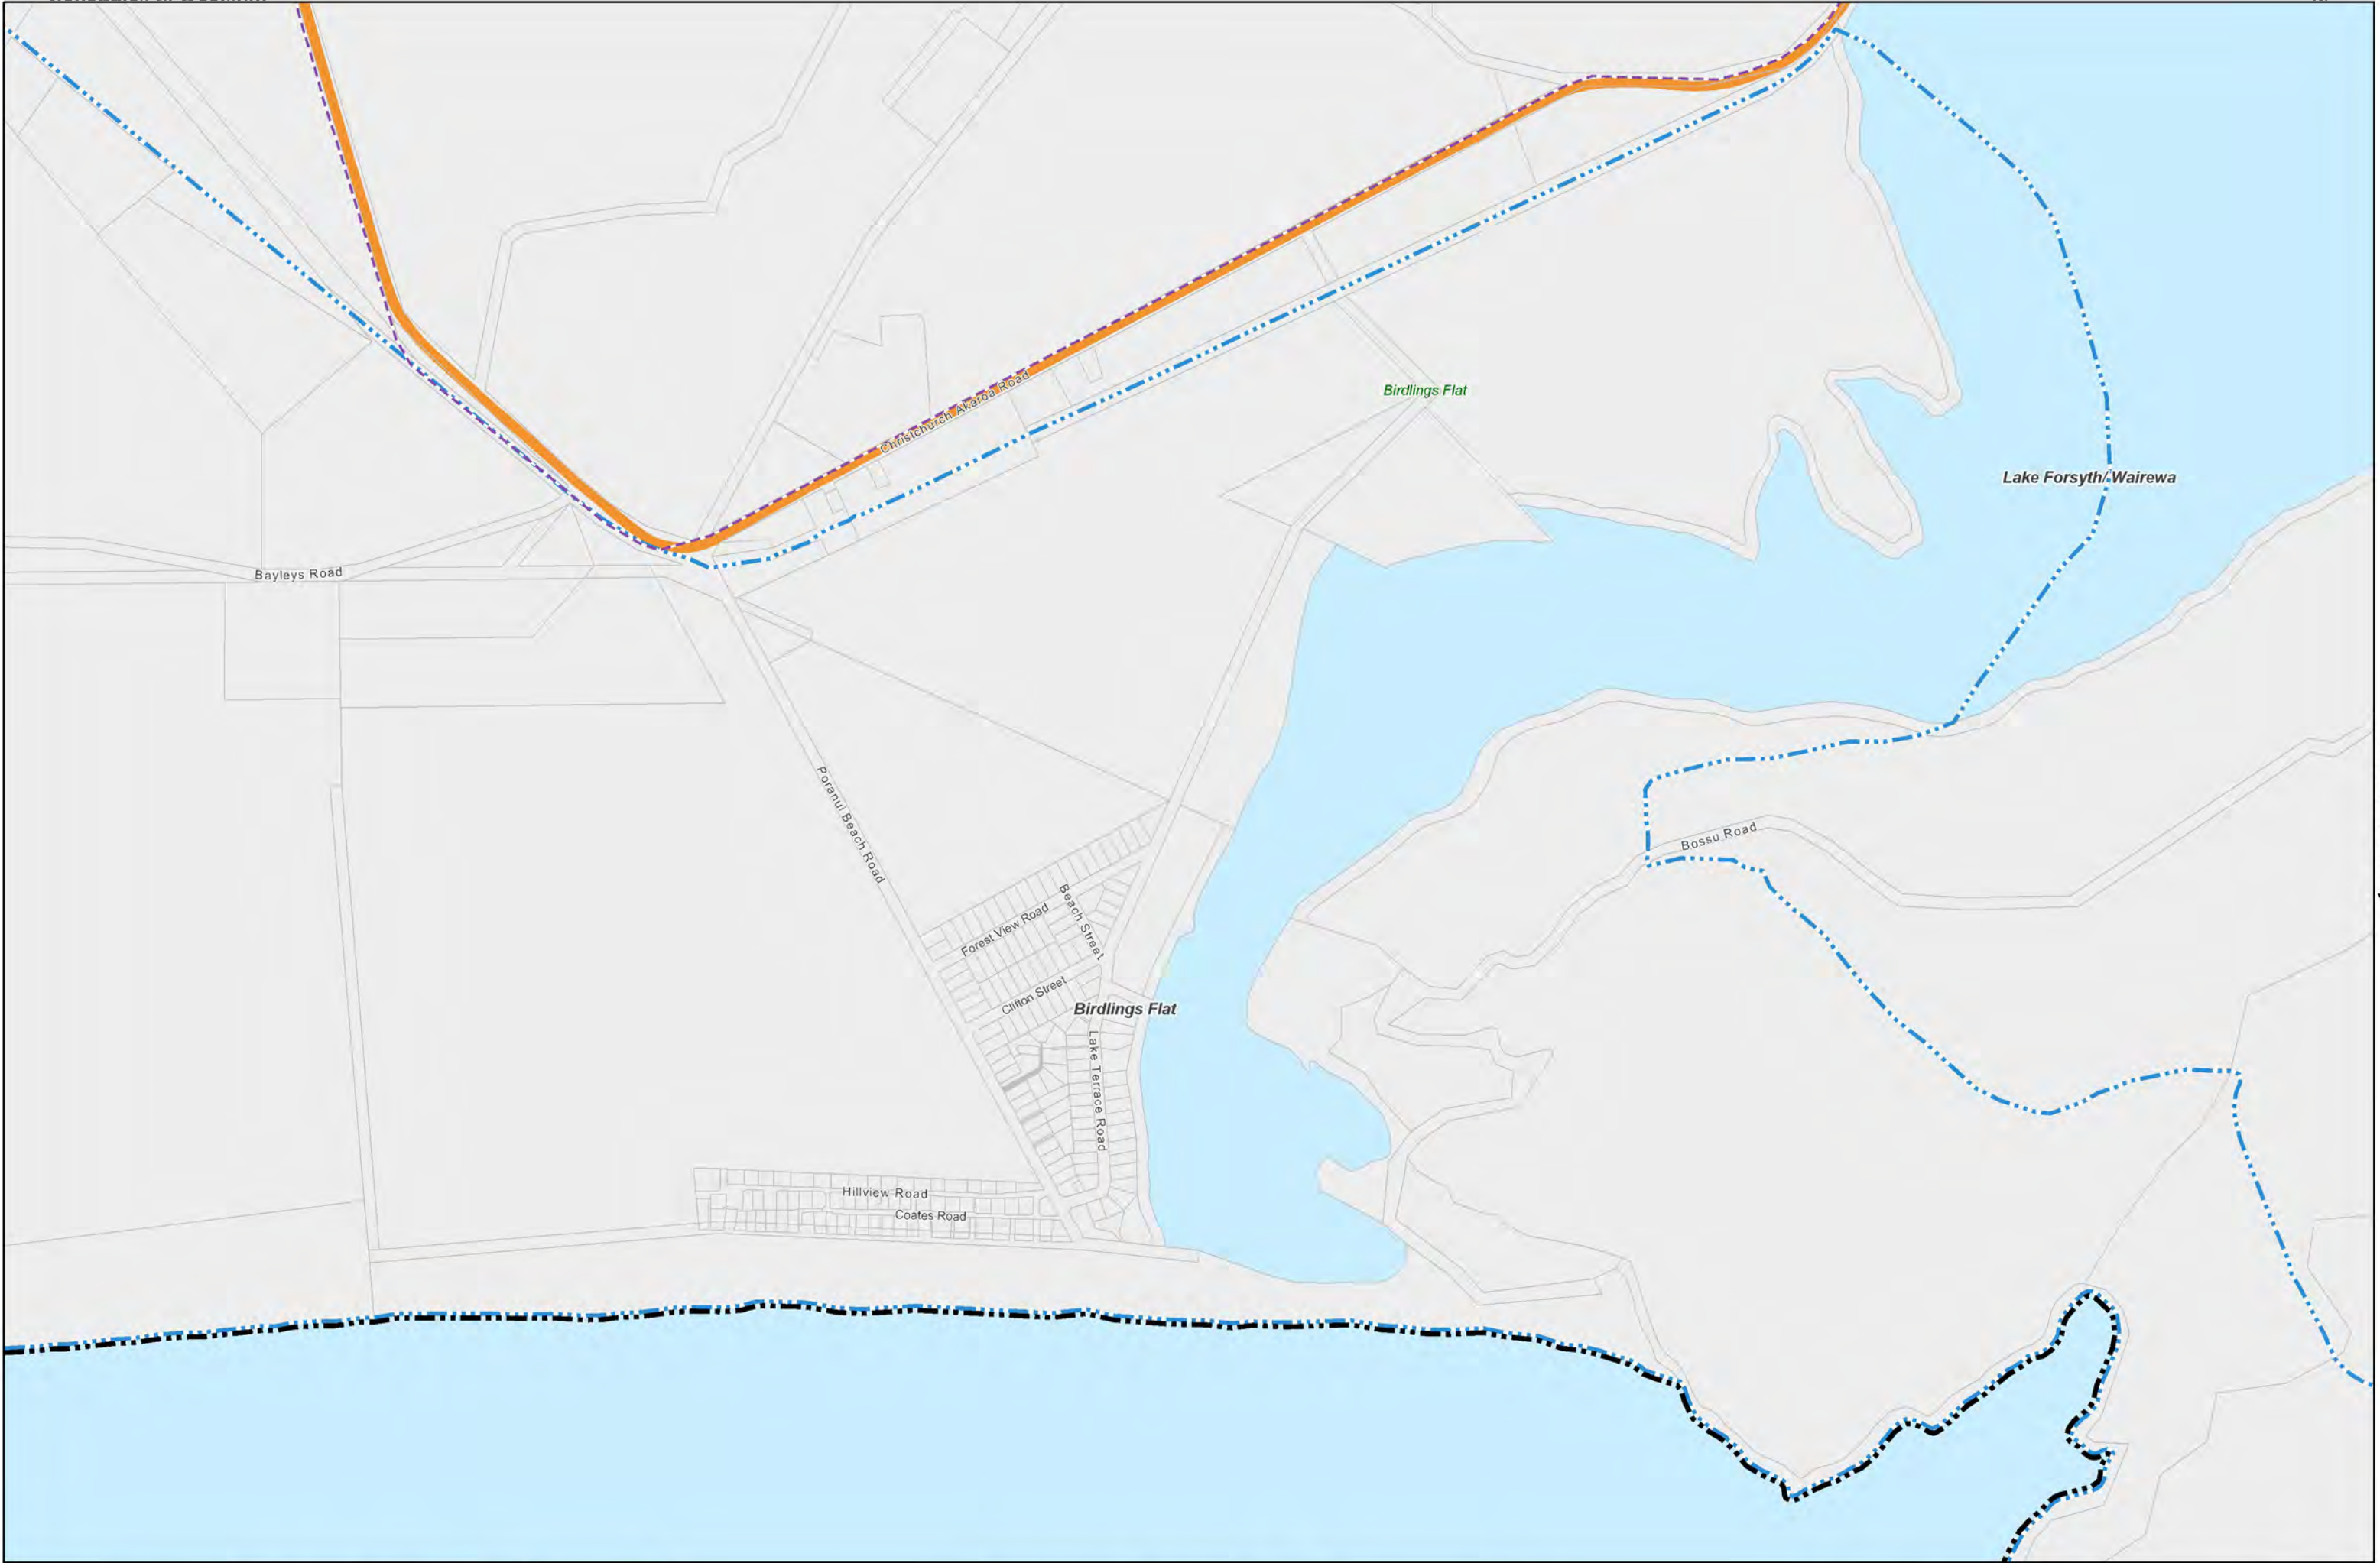 Christchurch Akaroa Road
Birdlings Flat
Lake Forsyth/ Wairewa
Bayleys Road
Poranui Beach Road
Bossu Road
Forest View Road
Beach Street
Clifton Street
Birdlings Flat
Lake Terrace Road
Hillview Road
Coates Road